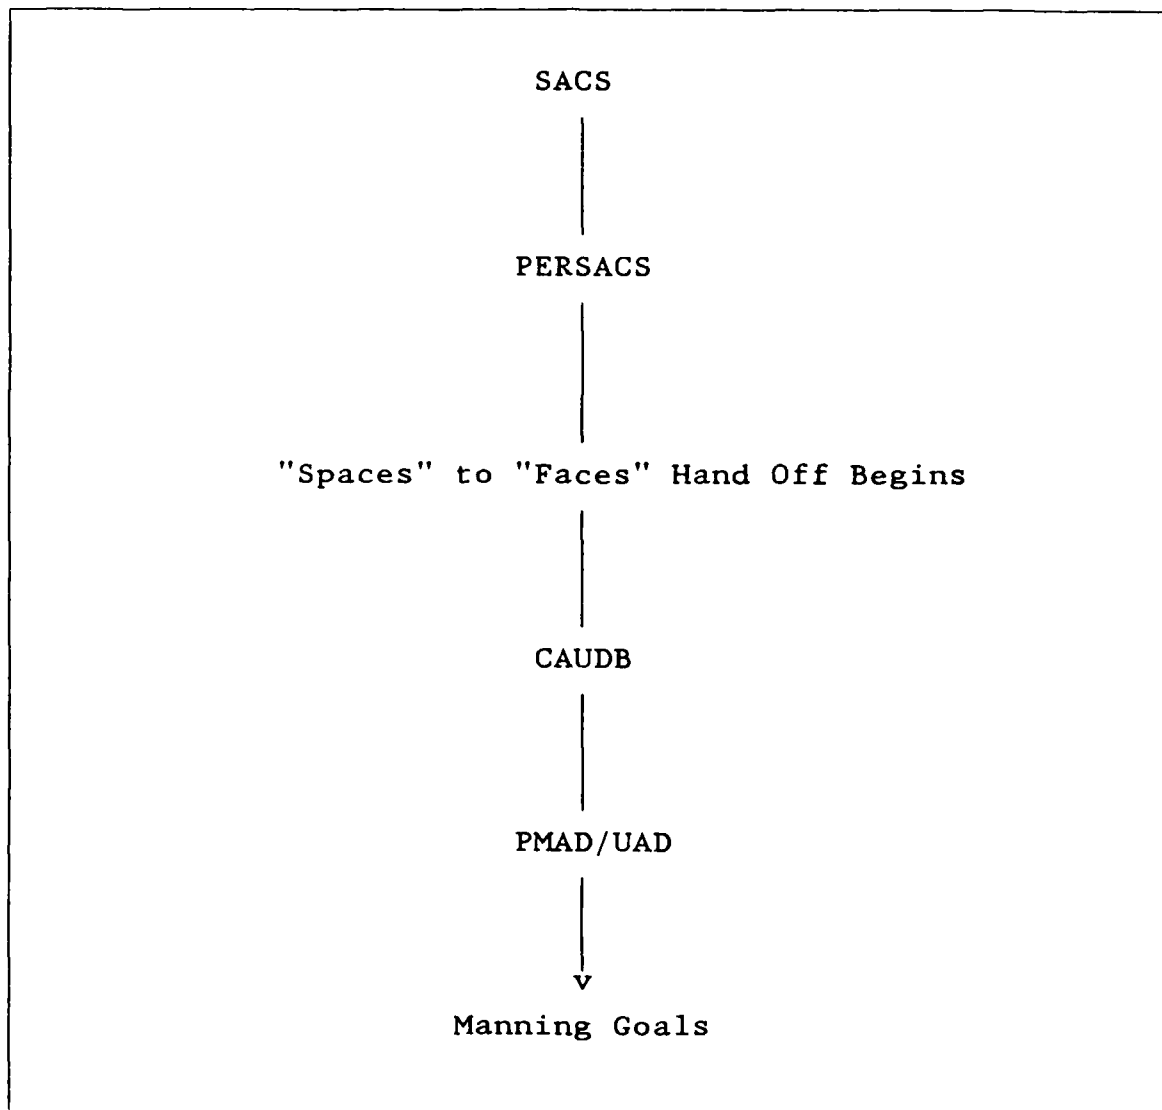 SACS
PERSACS
"Spaces" to "Faces" Hand Off Begins
CAUDB
PMAD/UAD
v
Manning Goals